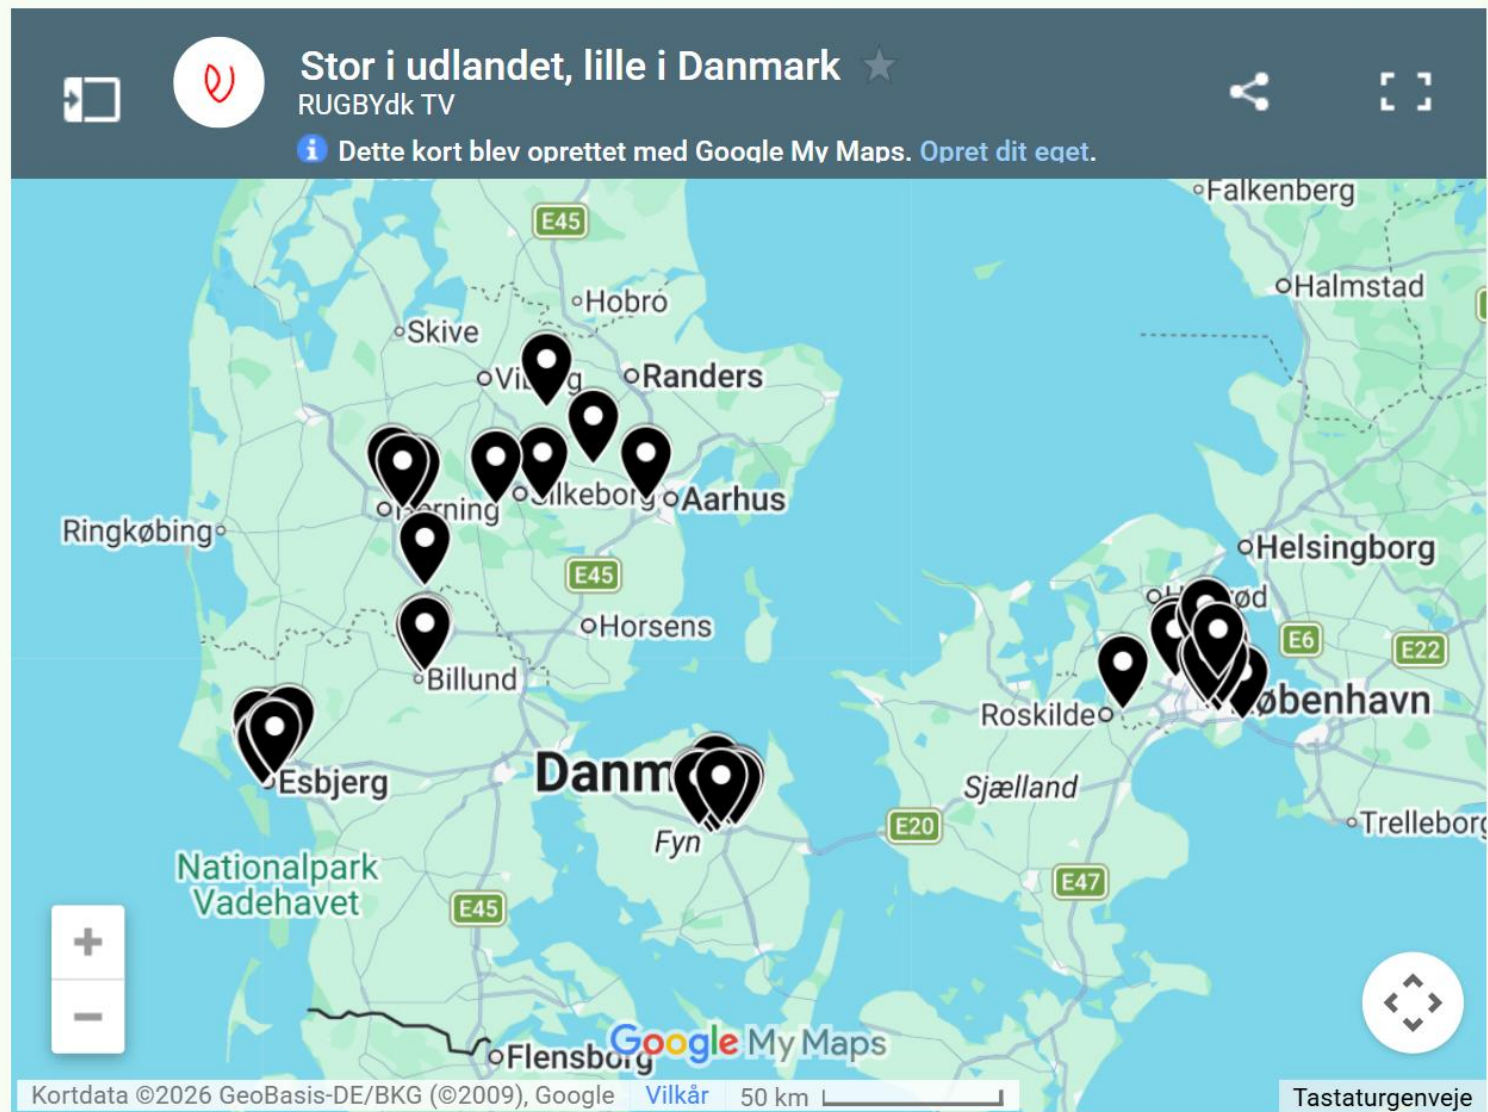 Stor i udlandet, lille i Danmark
RUGBYdk TV
Dette kort blev oprettet med Google My Maps. Opret dit eget.
Falkenberg
E45
Halmstad
Hobro
Skive
Randers
Aarhus
Ringkøbing
Helsingborg
E45
Horsens
E6
E22
Billund
Roskilde
Esbjerg
Sjælland
Fyn
E20
Nationalpark
Vadehavet
E47
E45
Flensborg
Google My Maps
Kortdata ©2026 GeoBasis-DE/BKG (©2009), Google
Vilkår
50 km
Tastaturgenveje